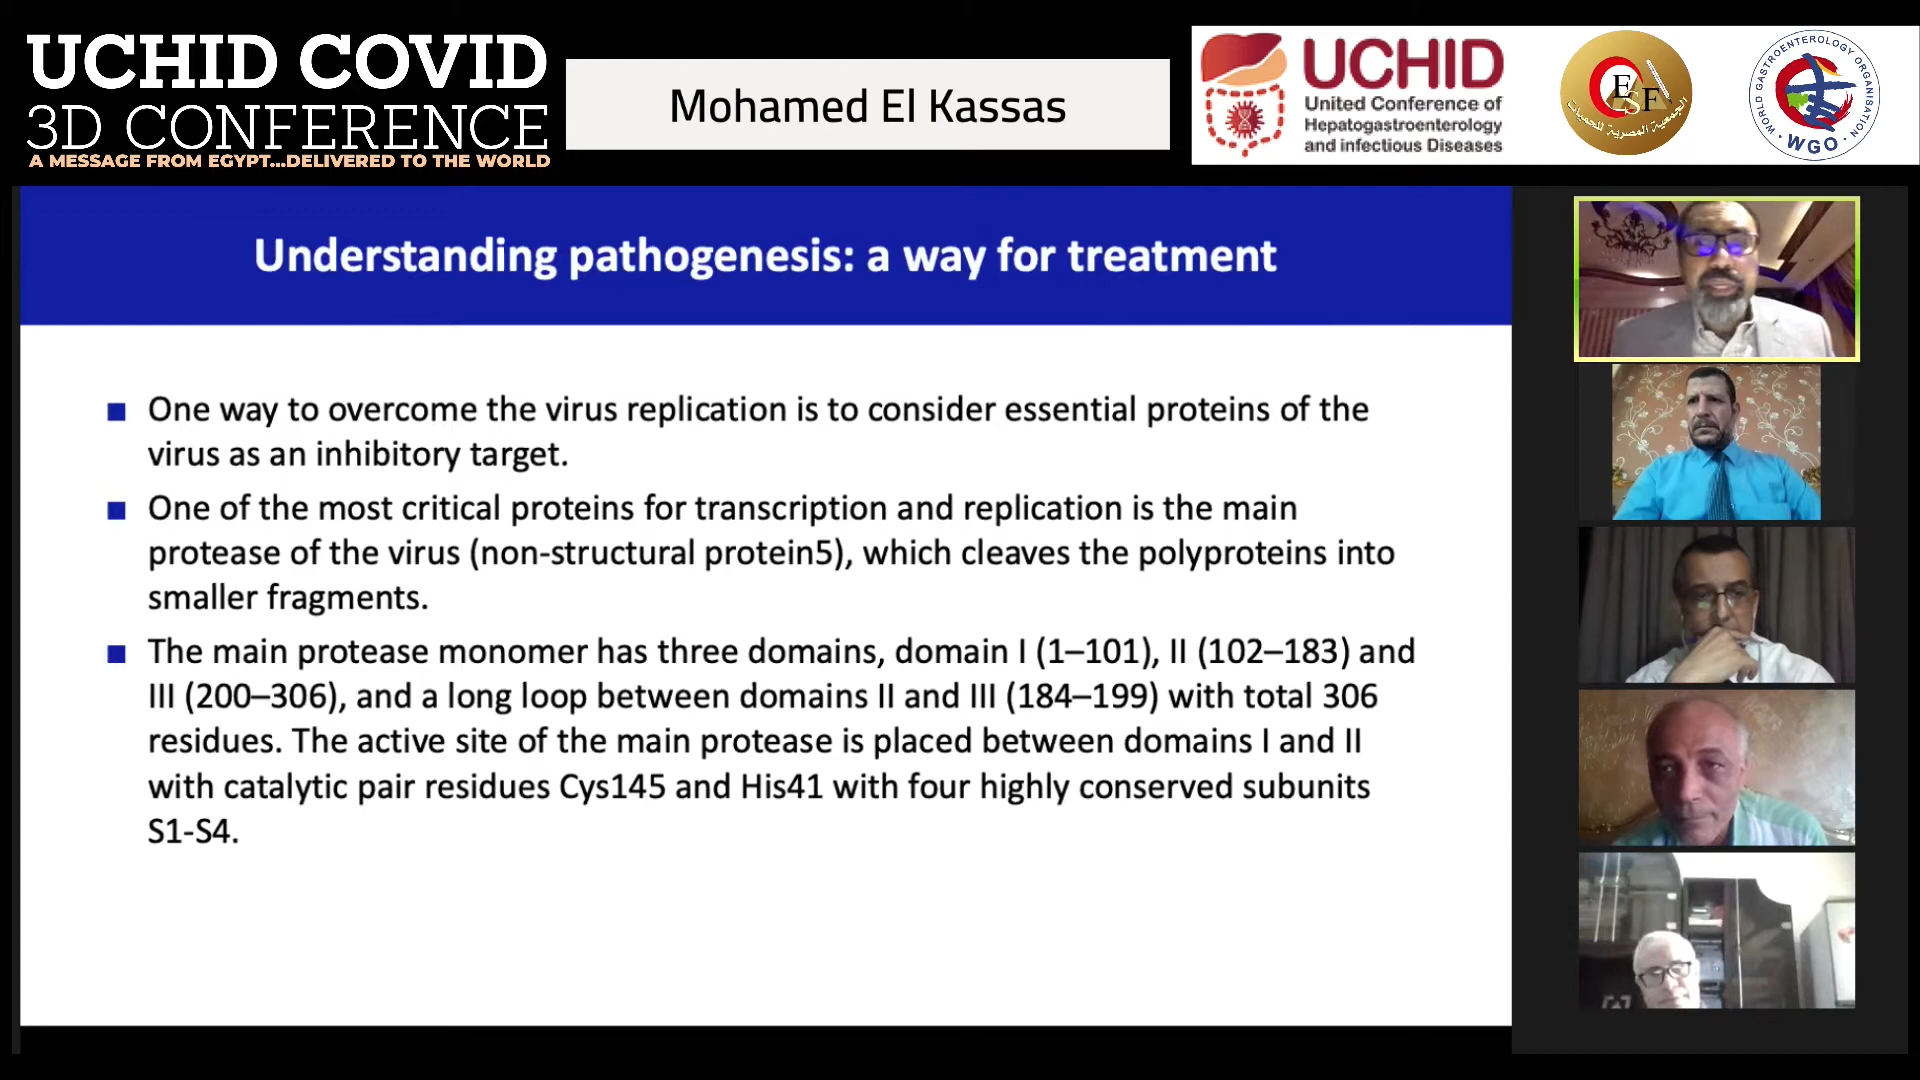 UCHID COVID
3D CONFERENCE
A MESSAGE FROM EGYPT...DELIVERED TO THE WORLD
Mohamed El Kassas
UCHID
United Conference of
Hepatogastroenterology
and infectious Diseases
ESF
الجمعية المصرية للحميات
WORLD GASTROENTEROLOGY ORGANISATION
WGO
Understanding pathogenesis: a way for treatment
One way to overcome the virus replication is to consider essential proteins of the
virus as an inhibitory target.
One of the most critical proteins for transcription and replication is the main
protease of the virus (non-structural protein5), which cleaves the polyproteins into
smaller fragments.
The main protease monomer has three domains, domain I (1–101), II (102–183) and
III (200–306), and a long loop between domains II and III (184–199) with total 306
residues. The active site of the main protease is placed between domains I and II
with catalytic pair residues Cys145 and His41 with four highly conserved subunits
S1-S4.